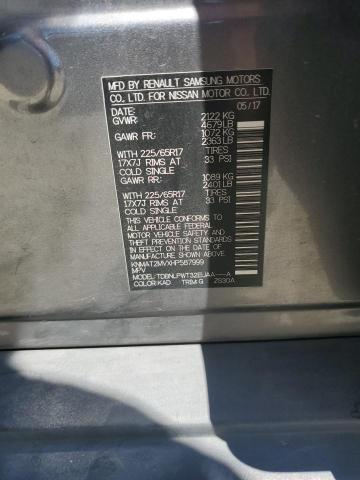 MFD BY RENAULT SAMSUNG MOTORS
CO., LTD. FOR NISSAN MOTOR CO., LTD.
DATE: 05/17
GVWR: 2122 KG
4679 LB
GAWR FR: 1072 KG
2363 LB
WITH 225/65R17 TIRES
17X7J RIMS AT 33 PSI
COLD SINGLE
GAWR RR: 1089 KG
2401 LB
WITH 225/65R17 TIRES
17X7J RIMS AT 33 PSI
COLD SINGLE
THIS VEHICLE CONFORMS TO
ALL APPLICABLE FEDERAL
MOTOR VEHICLE SAFETY AND
BUMPER STANDARDS IN EFFECT
ON THE DATE OF
MANUFACTURE SHOWN ABOVE.
KNMAT2MVXHP587999
MPV
MODEL: TDBNLPWT32EUAA----A
COLOR: KAD TRIM: G ZS30A